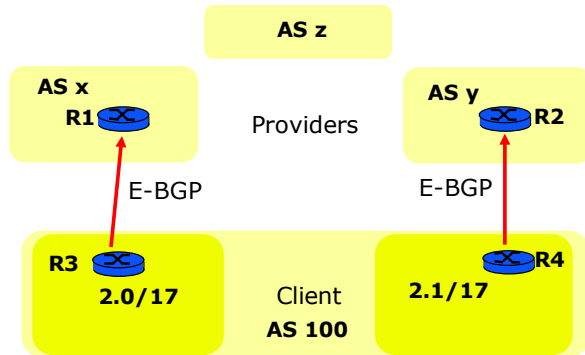 AS z
AS x
R1
AS y
R2
Providers
E-BGP
E-BGP
R3
R4
2.0/17
2.1/17
Client
AS 100